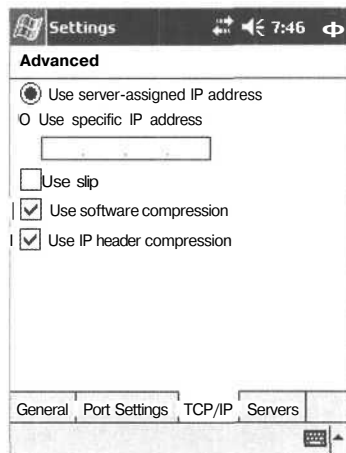 Settings 7:46
Advanced
Use server-assigned IP address
O Use specific IP address
Use slip
Use software compression
Use IP header compression
General Port Settings TCP/IP Servers